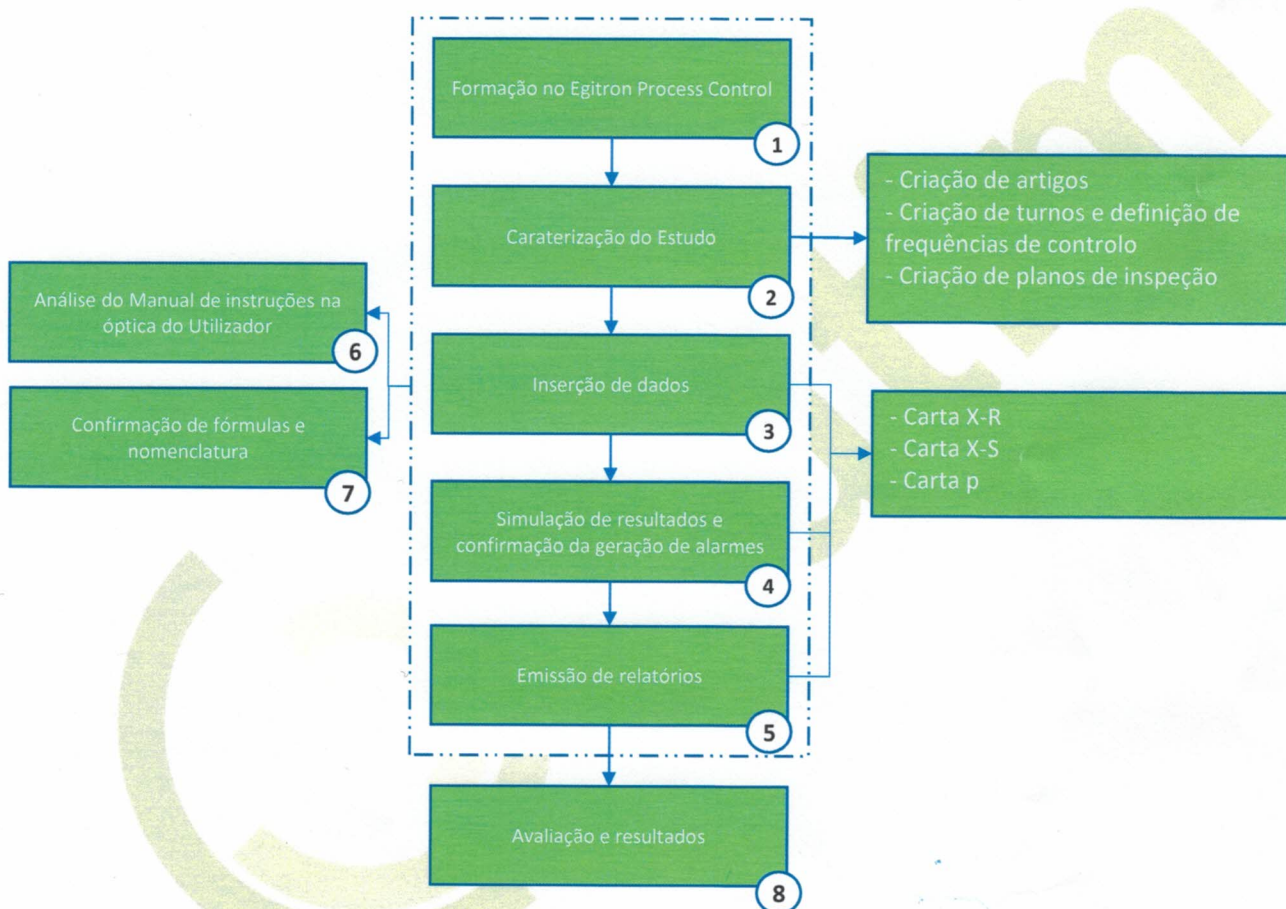 Formação no Egitron Process Control
1
Caraterização do Estudo
2
- Criação de artigos
- Criação de turnos e definição de
frequências de controlo
- Criação de planos de inspeção
Análise do Manual de instruções na
óptica do Utilizador
6
Confirmação de fórmulas e
nomenclatura
7
Inserção de dados
3
- Carta X-R
- Carta X-S
- Carta p
Simulação de resultados e
confirmação da geração de alarmes
4
Emissão de relatórios
5
Avaliação e resultados
8